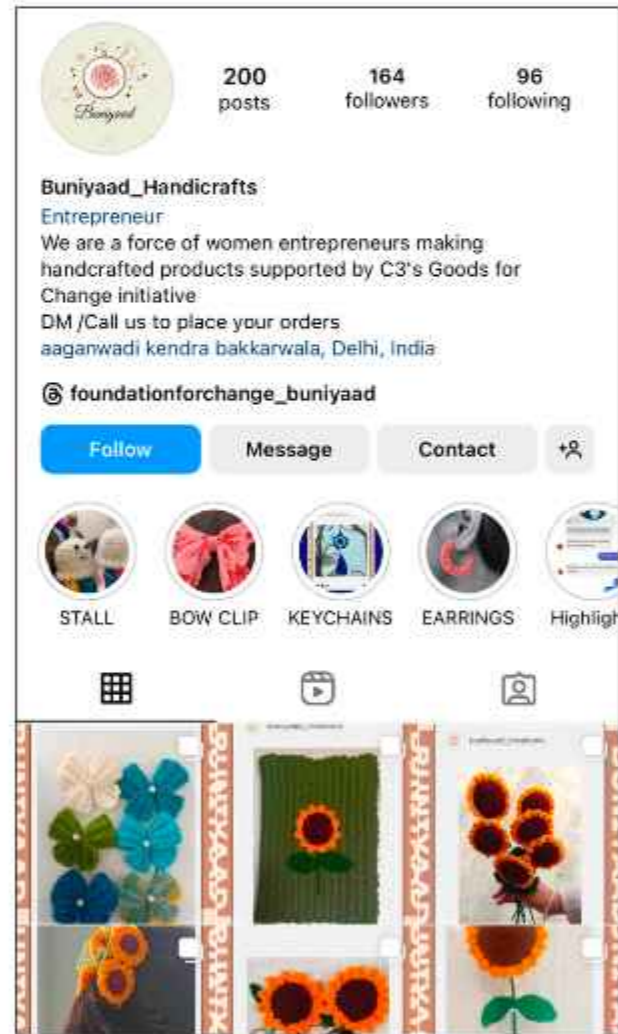 Buniyaad
200 164 96
posts followers following
Buniyaad_Handicrafts
Entrepreneur
We are a force of women entrepreneurs making
handcrafted products supported by C3's Goods for
Change initiative
DM /Call us to place your orders
aaganwadi kendra bakkarwala, Delhi, India
foundationforchange_buniyaad
Follow Message Contact
STALL BOW CLIP KEYCHAINS EARRINGS Highligh